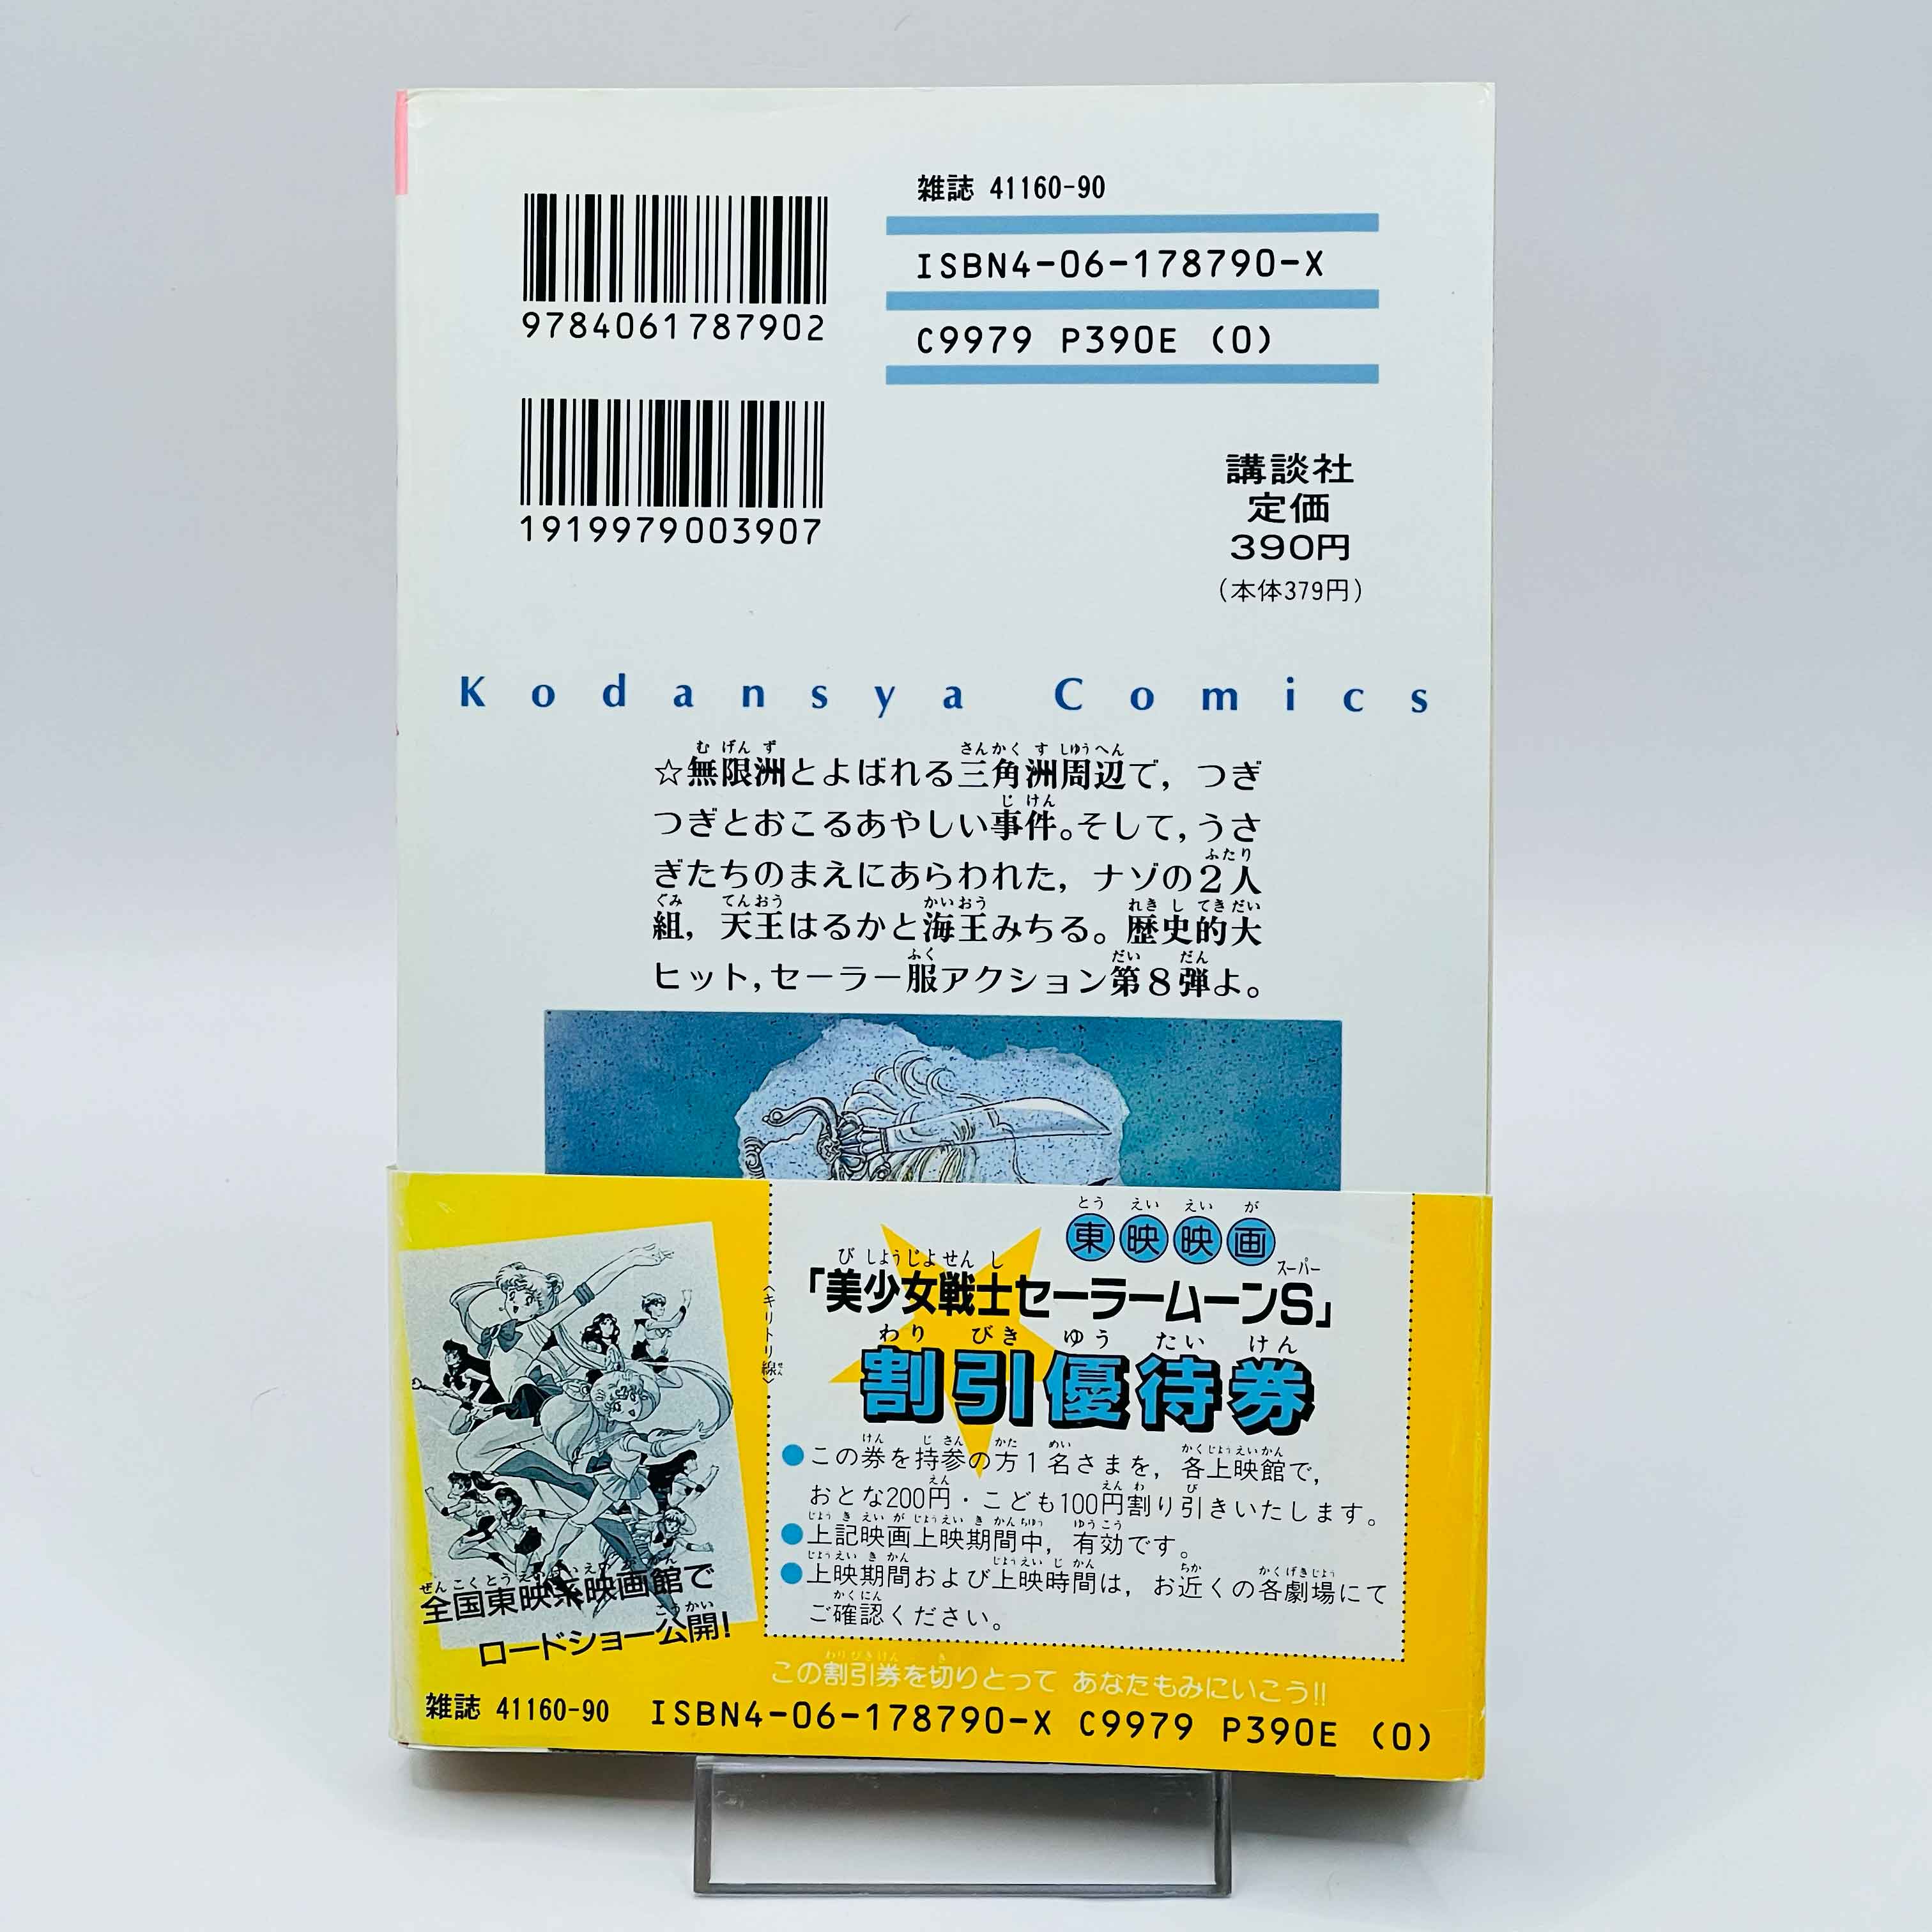 雑誌 41160-90
ISBN4-06-178790-X
C9979 P390E (0)
9784061787902
1919979003907
講談社
定価
390円
(本体379円)
Kodansya Comics
☆無限洲とよばれる三角洲周辺で，つぎ
つぎとおこるあやしい事件。そして，うさ
ぎたちのまえにあらわれた，ナゾの2人
組，天王はるかと海王みちる。歴史的大
ヒット，セーラー服アクション第8弾よ。
東映映画
「美少女戦士セーラームーンS」
割引優待券
〈キリトリ線〉
●この券を持参の方1名さまを，各上映館で，
おとな200円・こども100円割り引きいたします。
●上記映画上映期間中，有効です。
●上映期間および上映時間は，お近くの各劇場にて
ご確認ください。
全国東映系映画館で
ロードショー公開!
この割引券を切りとって あなたもみにいこう!!
雑誌 41160-90 ISBN4-06-178790-X C9979 P390E (0)